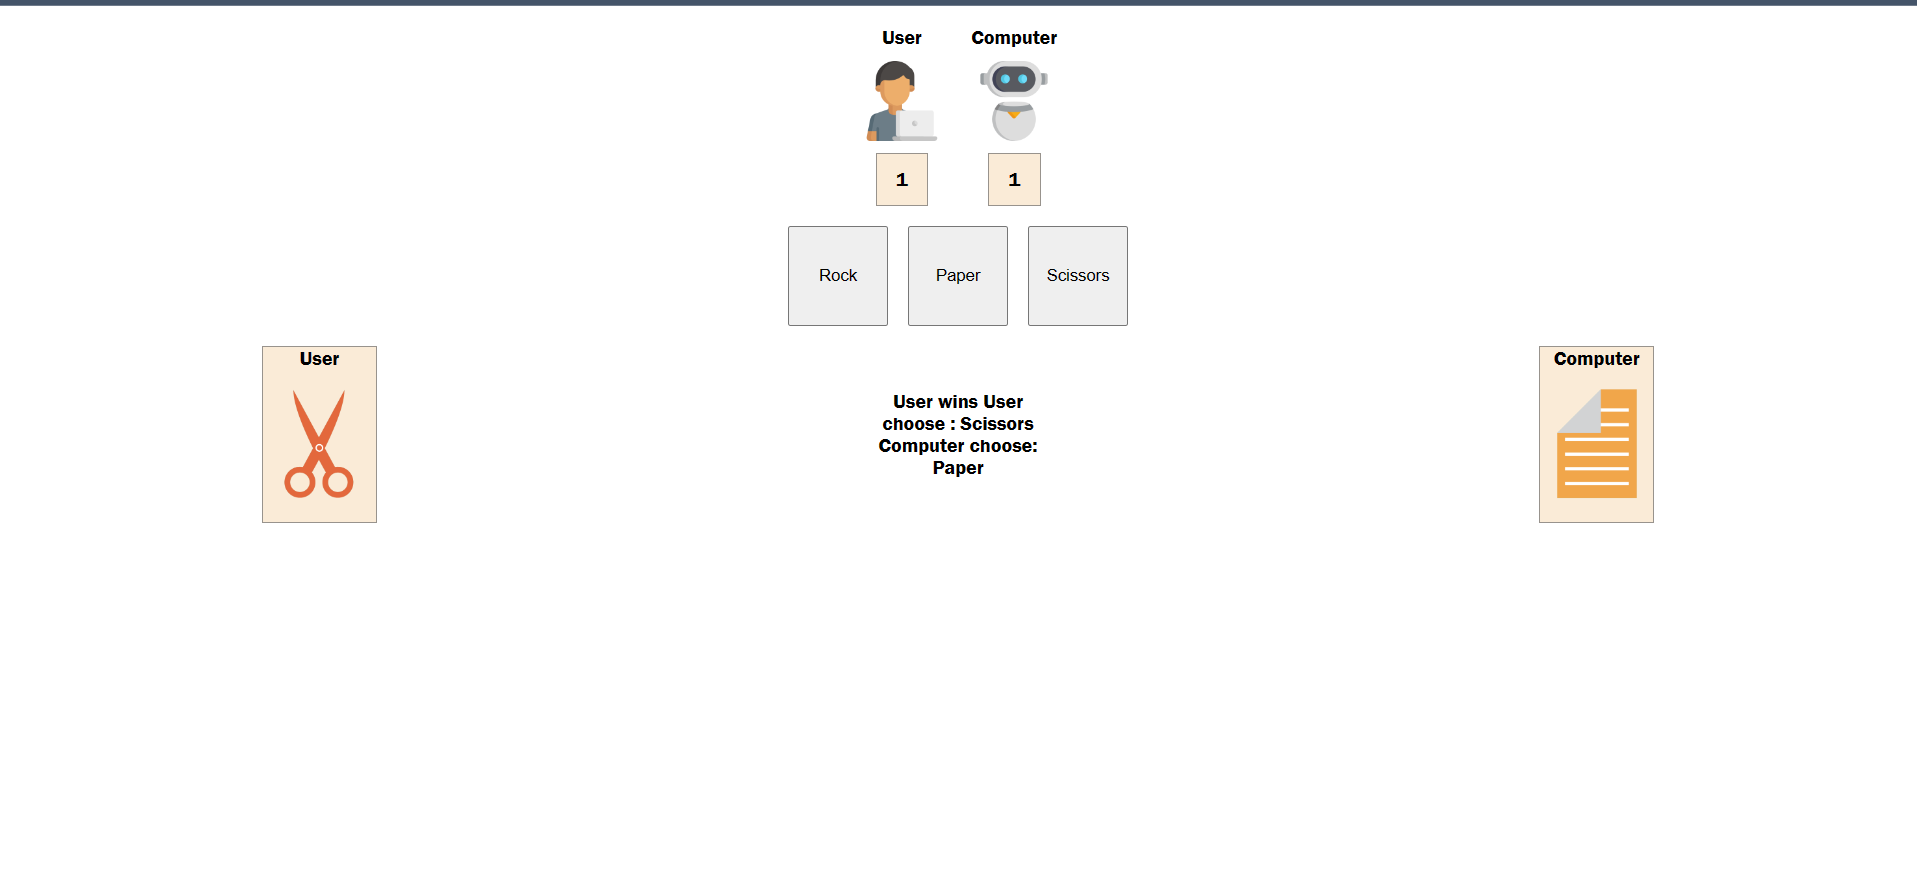 User Computer
1 1
Rock Paper Scissors
User
Computer
User wins User
choose : Scissors
Computer choose:
Paper